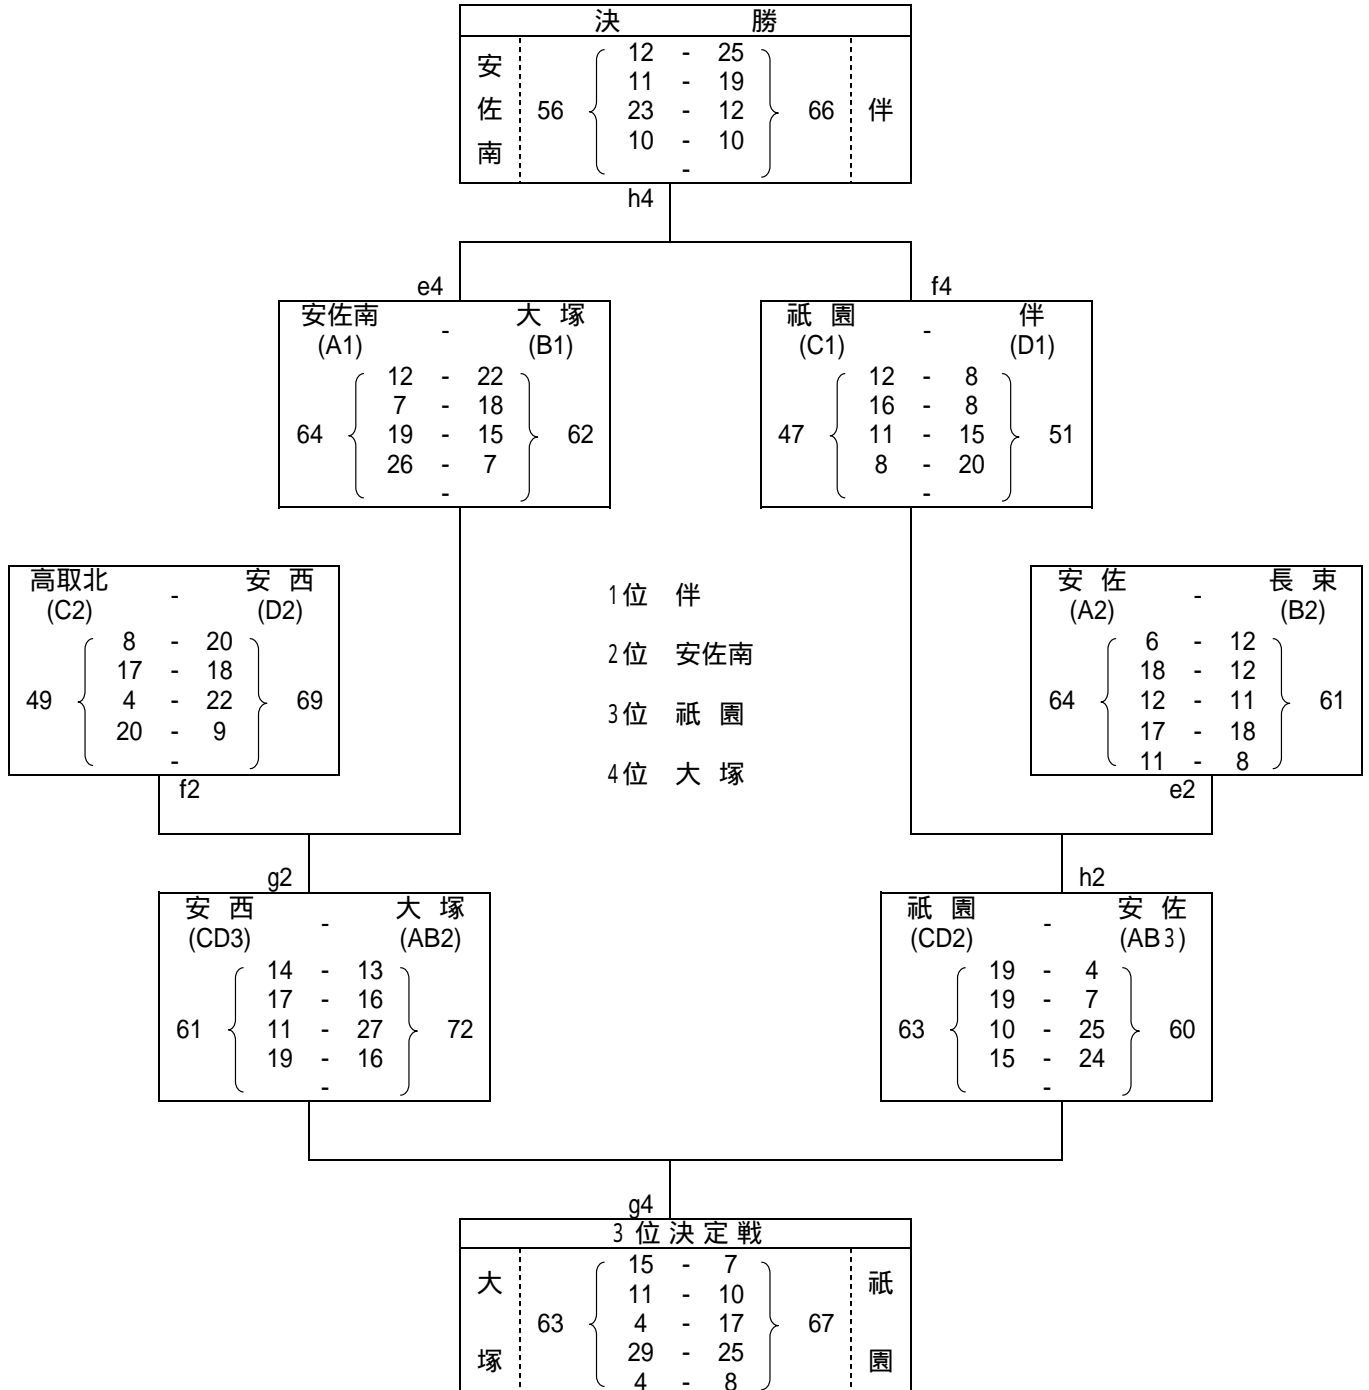 決 勝
安佐南 56 12 - 25 66 伴
11 - 19
23 - 12
10 - 10
-
h4
e4 f4
安佐南 - 大 塚
(A1) (B1)
12 - 22
7 - 18
64 19 - 15 62
26 - 7
-
祇 園 - 伴
(C1) (D1)
12 - 8
16 - 8
47 11 - 15 51
8 - 20
-
高取北 - 安 西
(C2) (D2)
8 - 20
17 - 18
49 4 - 22 69
20 - 9
-
f2
1位 伴
2位 安佐南
3位 祇 園
4位 大 塚
安 佐 - 長 束
(A2) (B2)
6 - 12
18 - 12
64 12 - 11 61
17 - 18
11 - 8
e2
g2 h2
安 西 - 大 塚
(CD3) (AB2)
14 - 13
17 - 16
61 11 - 27 72
19 - 16
-
祇 園 - 安 佐
(CD2) (AB3)
19 - 4
19 - 7
63 10 - 25 60
15 - 24
-
g4
3 位 決 定 戦
大 塚 63 15 - 7 67 祇 園
11 - 10
4 - 17
29 - 25
4 - 8